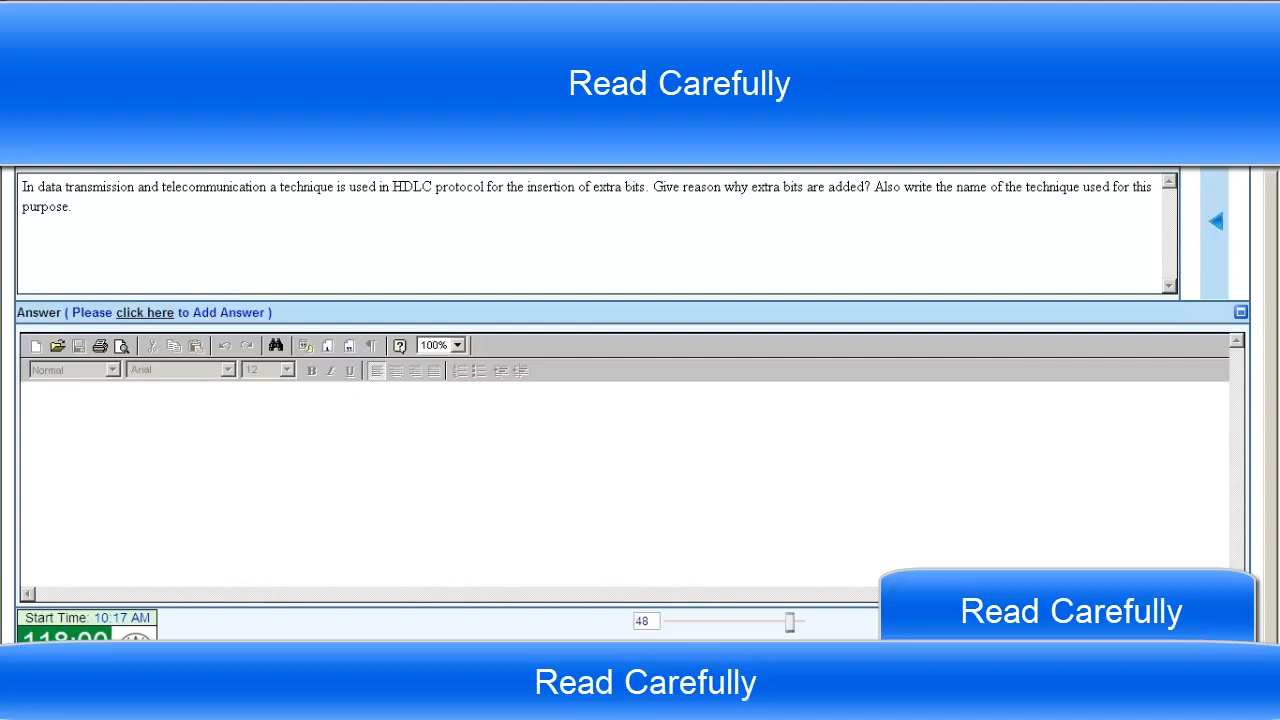 Read Carefully
In data transmission and telecommunication a technique is used in HDLC protocol for the insertion of extra bits. Give reason why extra bits are added? Also write the name of the technique used for this
purpose.
Answer ( Please click here to Add Answer )
100%
Normal Arial 12 B I U
Start Time: 10:17 AM
48
118:00
Read Carefully
Read Carefully